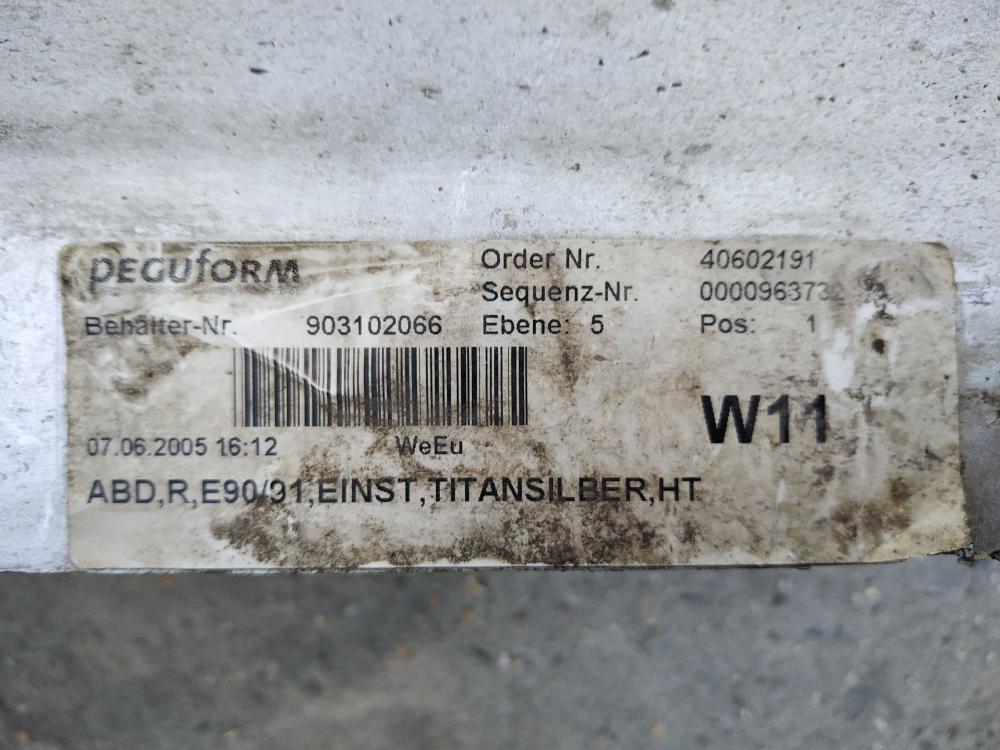 PEGUFORM
Order Nr. 40602191
Sequenz-Nr. 000096373
Behälter-Nr. 903102066 Ebene: 5 Pos: 1
W11
07.06.2005 16:12 WeEu
ABD,R,E90/91,EINST,TITANSILBER,HT